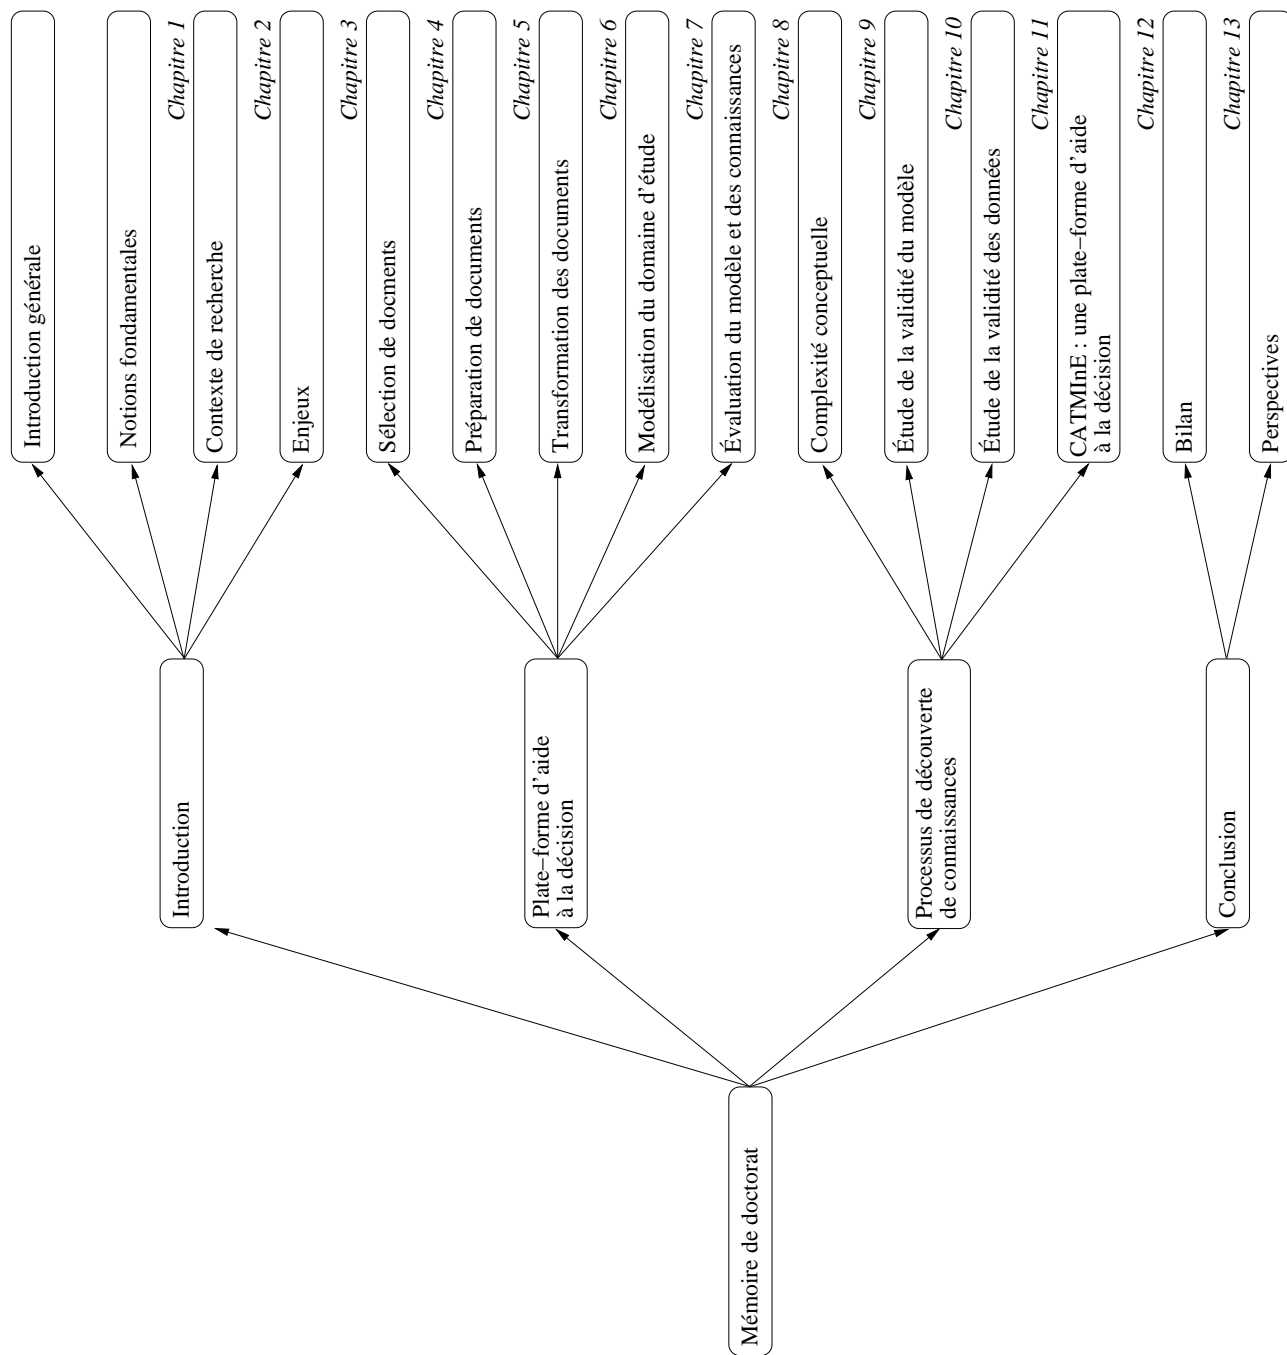 Mémoire de doctorat
Introduction
Introduction générale
Notions fondamentales
Chapitre 1
Contexte de recherche
Chapitre 2
Enjeux
Chapitre 3
Plate–forme d'aide
à la décision
Sélection de docments
Chapitre 4
Préparation de documents
Chapitre 5
Transformation des documents
Chapitre 6
Modélisation du domaine d'étude
Chapitre 7
Évaluation du modèle et des connaissances
Chapitre 8
Processus de découverte
de connaissances
Complexité conceptuelle
Chapitre 9
Étude de la validité du modèle
Chapitre 10
Étude de la validité des données
Chapitre 11
CATMInE : une plate–forme d'aide
à la décision
Chapitre 12
Conclusion
Bilan
Chapitre 13
Perspectives